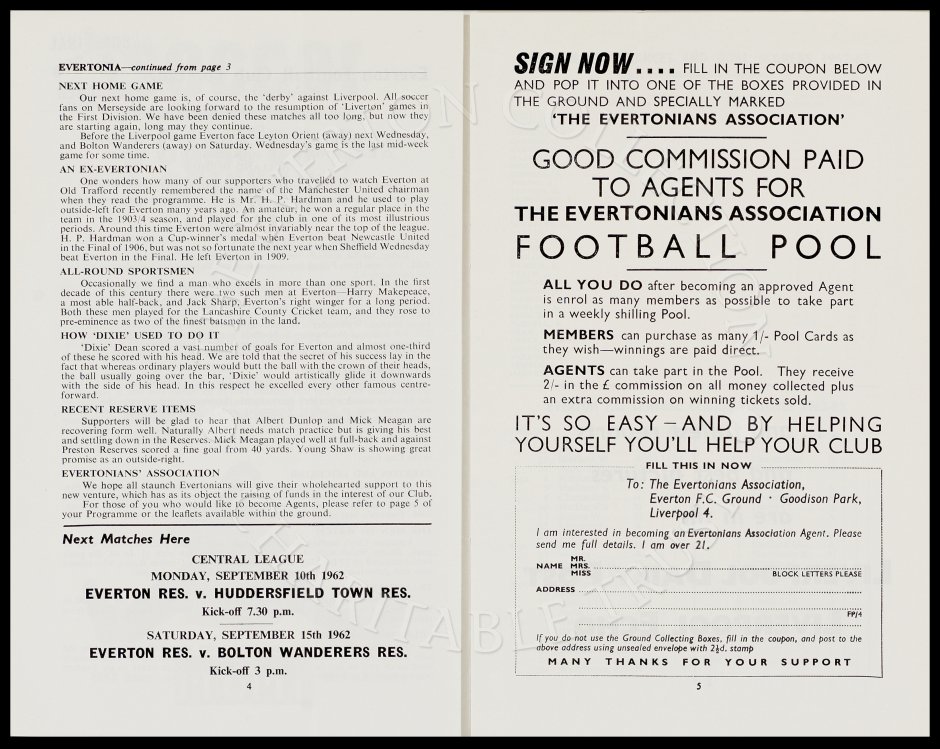 EVERTONIA—continued from page 3
NEXT HOME GAME
Our next home game is, of course, the 'derby' against Liverpool. All soccer
fans on Merseyside are looking forward to the resumption of 'Liverton' games in
the First Division. We have been denied these matches all too long, but now they
are starting again, long may they continue.
Before the Liverpool game Everton face Leyton Orient (away) next Wednesday,
and Bolton Wanderers (away) on Saturday. Wednesday's game is the last mid-week
game for some time.
AN EX-EVERTONIAN
One wonders how many of our supporters who travelled to watch Everton at
Old Trafford recently remembered the name of the Manchester United chairman
when they read the programme. He is Mr. H. P. Hardman and he used to play
outside-left for Everton many years ago. An amateur, he won a regular place in the
team in the 1903/4 season, and played for the club in one of its most illustrious
periods. Around this time Everton were almost invariably near the top of the league.
H. P. Hardman won a Cup-winner's medal when Everton beat Newcastle United
in the Final of 1906, but was not so fortunate the next year when Sheffield Wednesday
beat Everton in the Final. He left Everton in 1909.
ALL-ROUND SPORTSMEN
Occasionally we find a man who excels in more than one sport. In the first
decade of this century there were two such men at Everton—Harry Makepeace,
a most able half-back, and Jack Sharp, Everton's right winger for a long period.
Both these men played for the Lancashire County Cricket team, and they rose to
pre-eminence as two of the finest batsmen in the land.
HOW 'DIXIE' USED TO DO IT
'Dixie' Dean scored a vast number of goals for Everton and almost one-third
of these he scored with his head. We are told that the secret of his success lay in the
fact that whereas ordinary players would butt the ball with the crown of their heads,
the ball usually going over the bar, 'Dixie' would artistically glide it downwards
with the side of his head. In this respect he excelled every other famous centre-
forward.
RECENT RESERVE ITEMS
Supporters will be glad to hear that Albert Dunlop and Mick Meagan are
recovering form well. Naturally Albert needs match practice but is giving his best
and settling down in the Reserves. Mick Meagan played well at full-back and against
Preston Reserves scored a fine goal from 40 yards. Young Shaw is showing great
promise as an outside-right.
EVERTONIANS' ASSOCIATION
We hope all staunch Evertonians will give their wholehearted support to this
new venture, which has as its object the raising of funds in the interest of our Club.
For those of you who would like to become Agents, please refer to page 5 of
your Programme or the leaflets available within the ground.
Next Matches Here
CENTRAL LEAGUE
MONDAY, SEPTEMBER 10th 1962
EVERTON RES. v. HUDDERSFIELD TOWN RES.
Kick-off 7.30 p.m.
SATURDAY, SEPTEMBER 15th 1962
EVERTON RES. v. BOLTON WANDERERS RES.
Kick-off 3 p.m.
4
SIGN NOW.... FILL IN THE COUPON BELOW
AND POP IT INTO ONE OF THE BOXES PROVIDED IN
THE GROUND AND SPECIALLY MARKED
'THE EVERTONIANS ASSOCIATION'
GOOD COMMISSION PAID
TO AGENTS FOR
THE EVERTONIANS ASSOCIATION
FOOTBALL POOL
ALL YOU DO after becoming an approved Agent
is enrol as many members as possible to take part
in a weekly shilling Pool.
MEMBERS can purchase as many 1/- Pool Cards as
they wish—winnings are paid direct.
AGENTS can take part in the Pool. They receive
2/- in the £ commission on all money collected plus
an extra commission on winning tickets sold.
IT'S SO EASY – AND BY HELPING
YOURSELF YOU'LL HELP YOUR CLUB
FILL THIS IN NOW
To: The Evertonians Association,
Everton F.C. Ground · Goodison Park,
Liverpool 4.
I am interested in becoming an Evertons Association Agent. Please
send me full details. I am over 21.
NAME MR. MRS. MISS
BLOCK LETTERS PLEASE
ADDRESS
FP/4
If you do not use the Ground Collecting Boxes, fill in the coupon, and post to the
above address using unsealed envelope with 2½d. stamp
MANY THANKS FOR YOUR SUPPORT
5
EVERTON COLLECTION
CHARITABLE TRUST